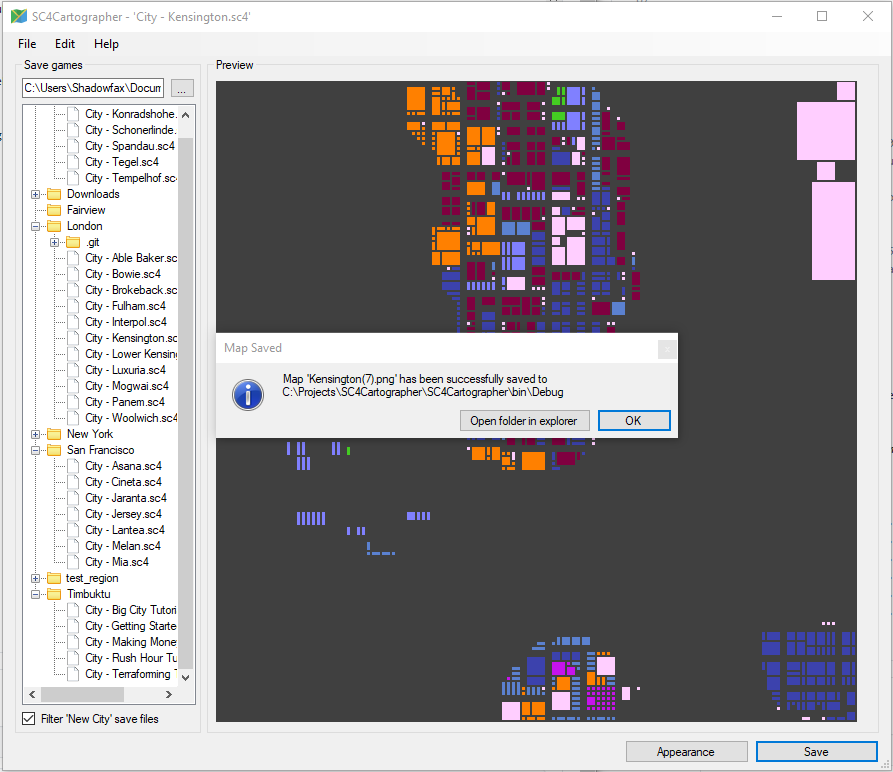 SC4Cartographer - 'City - Kensington.sc4'
File Edit Help
Save games
Preview
C:\Users\Shadowfax\Docum
...
City - Konradshohe.
City - Schonerlinde.
City - Spandau.sc4
City - Tegel.sc4
City - Tempelhof.sc4
Downloads
Fairview
London
.git
City - Able Baker.sc
City - Bowie.sc4
City - Brokeback.sc4
City - Fulham.sc4
City - Interpol.sc4
City - Kensington.sc
City - Lower Kensing
City - Luxuria.sc4
City - Mogwai.sc4
City - Panem.sc4
City - Woolwich.sc4
New York
San Francisco
City - Asana.sc4
City - Cineta.sc4
City - Jaranta.sc4
City - Jersey.sc4
City - Lantea.sc4
City - Melan.sc4
City - Mia.sc4
test_region
Timbuktu
City - Big City Tutori
City - Getting Starte
City - Making Mone
City - Rush Hour Tu
City - Terraforming T
Filter 'New City' save files
Map Saved
Map 'Kensington(7).png' has been successfully saved to
C:\Projects\SC4Cartographer\SC4Cartographer\bin\Debug
Open folder in explorer
OK
Appearance
Save